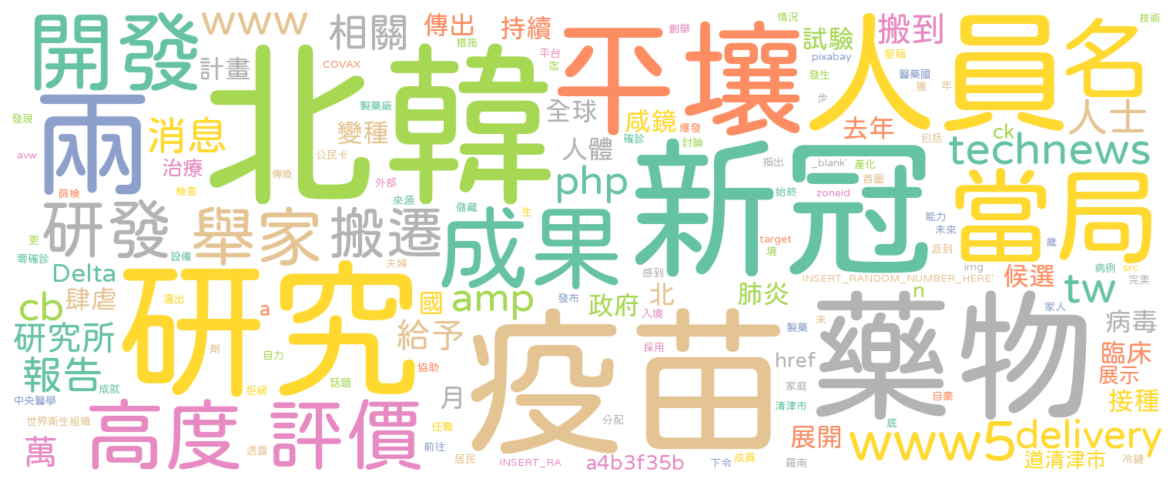 開發
www
相關
傳出
持續
措施
平台
迄
創舉
情況
試驗
pixabay
搬到
堅稱
技術
名
計畫
COVAX
北韓
平壤
人員
發生
醫藥國
獲
年
步
人士
兩
消息
治療
製藥廠
變種
公民卡
全球
咸鏡
爆發
確診
討論
去年
包括
ck
technews
發現
avw
篩檢
檢查
傳喚
外部
人體
php
新冠
指出
_blank`
產化
首圖
始終
zoneid
當局
研發
舉家
搬遷
來源
儲藏
生
成果
target
境
能力
未來
派到
歲
更
零確診
設備
Delta
夫婦
感到
INSERT_RANDOM_NUMBER_HERE`
img
候選
病例
src
完美
cb
肆虐
邁出
a
國
amp
發布
政府
北
入境
肺炎
n
tw
家人
研究
研究所
劑
自力
給予
疫苗
採用
製藥
未
藥物
病毒
報告
成就
拒絕
話題
協助
href
臨床
展示
中央醫學
月
家庭
清津市
自豪
接種
世界衛生組織
高度
評價
任職
分配
萬
透露
前往
居民
INSERT_RA
a4b3f35b
下令
成員
羅南
展開
底
www5
delivery
道清津市
冷鏈